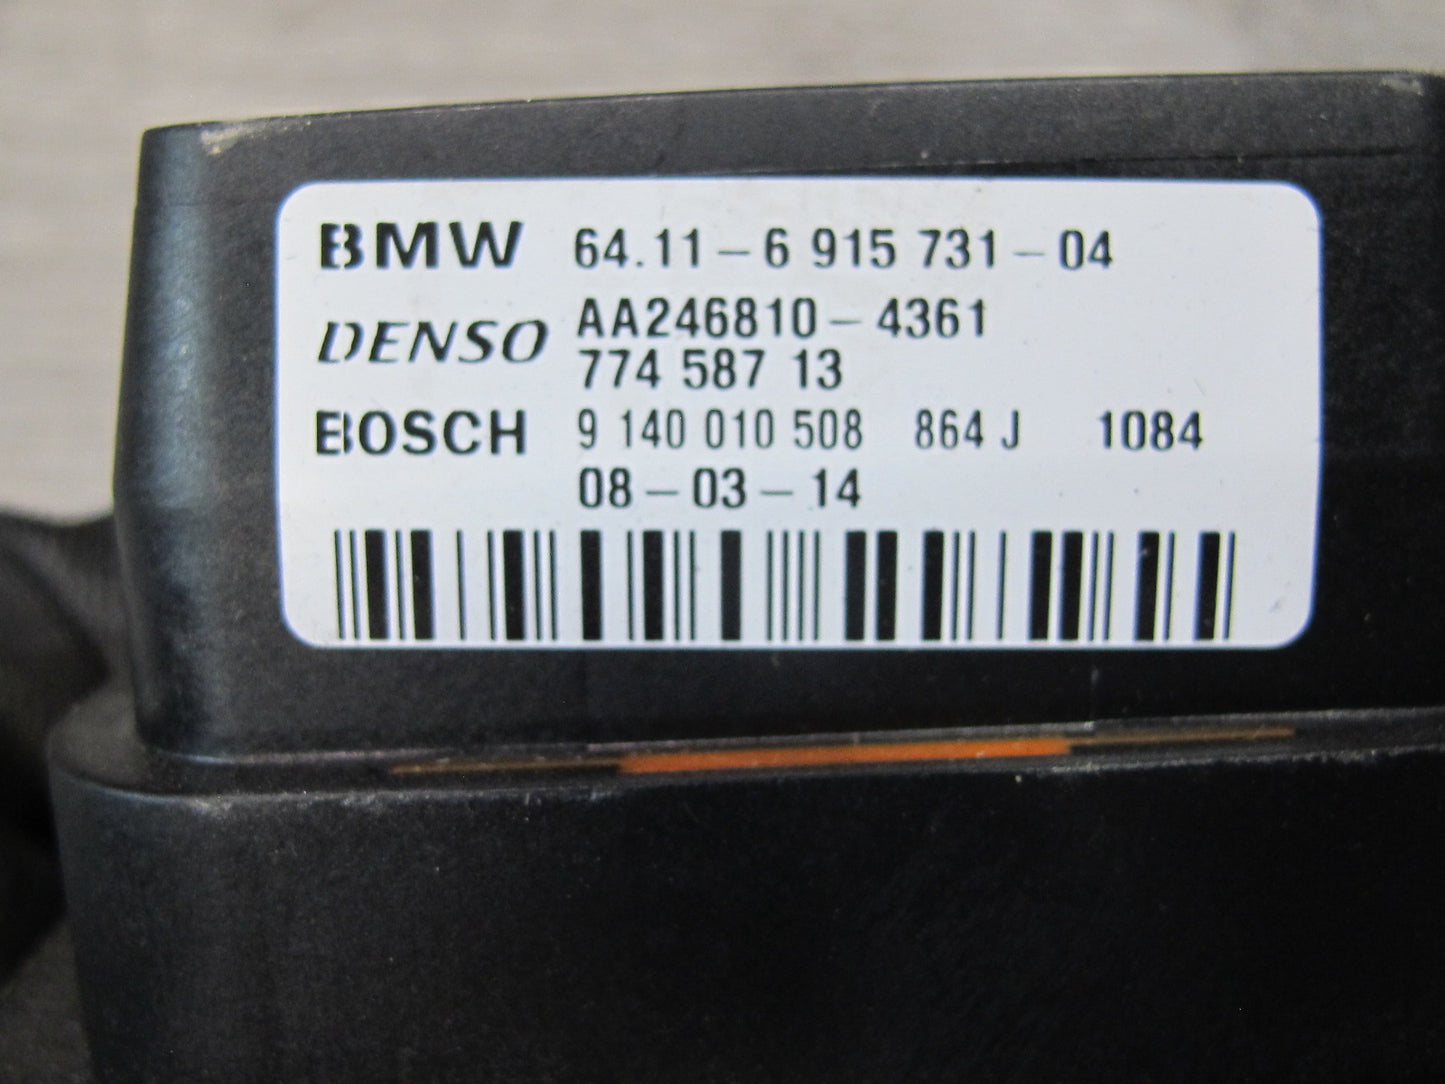 BMW 64.11-6 915 731-04
DENSO AA246810-4361
774 587 13
BOSCH 9 140 010 508 864 J 1084
08-03-14